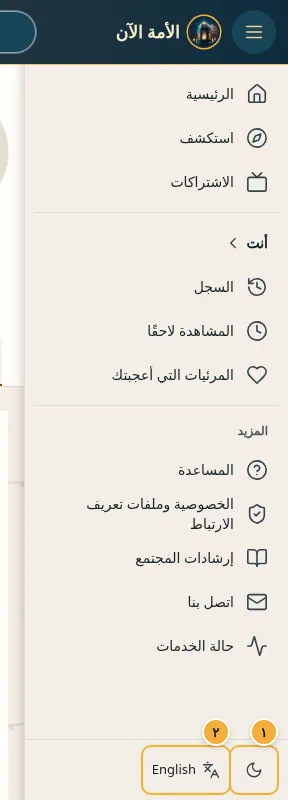 الأمة الآن
الرئيسية
استكشف
الاشتراكات
أنت
السجل
المشاهدة لاحقًا
المرئيات التي أعجبتك
المزيد
المساعدة
الخصوصية وملفات تعريف
الارتباط
إرشادات المجتمع
اتصل بنا
حالة الخدمات
١
٢
English